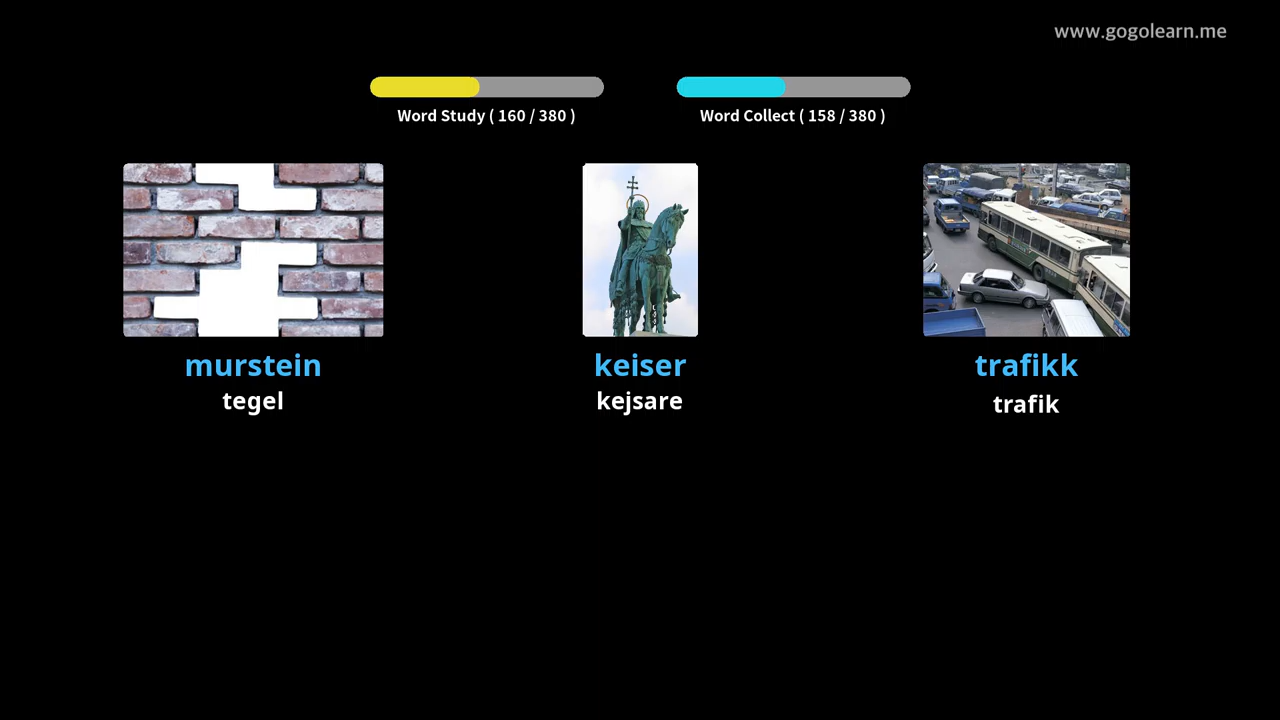 www.gogolearn.me
Word Study ( 160 / 380 )
Word Collect ( 158 / 380 )
murstein
keiser
trafikk
tegel
kejsare
trafik